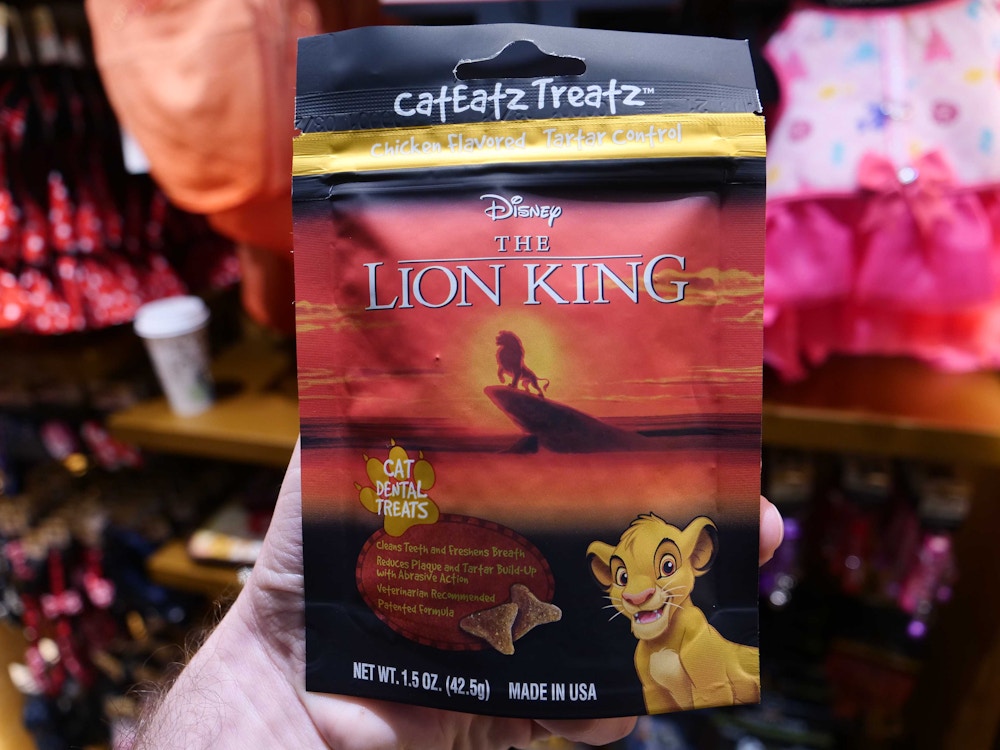 catEatz Treatz™
Chicken Flavored Tartar Control
Disney
THE
LION KING
CAT
DENTAL
TREATS
Cleans Teeth and Freshens Breath
Reduces Plaque and Tartar Build-Up
with Abrasive Action
Veterinarian Recommended
Patented Formula
NET WT. 1.5 OZ. (42.5g) MADE IN USA